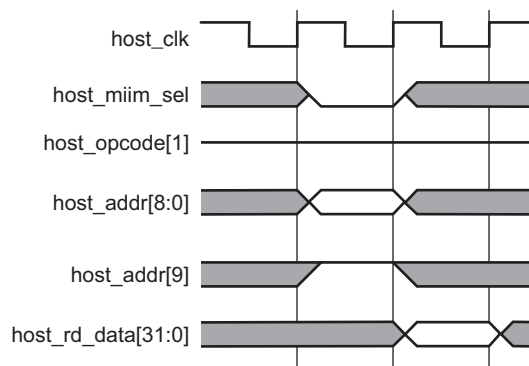 host_clk
host_miim_sel
host_opcode[1]
host_addr[8:0]
host_addr[9]
host_rd_data[31:0]